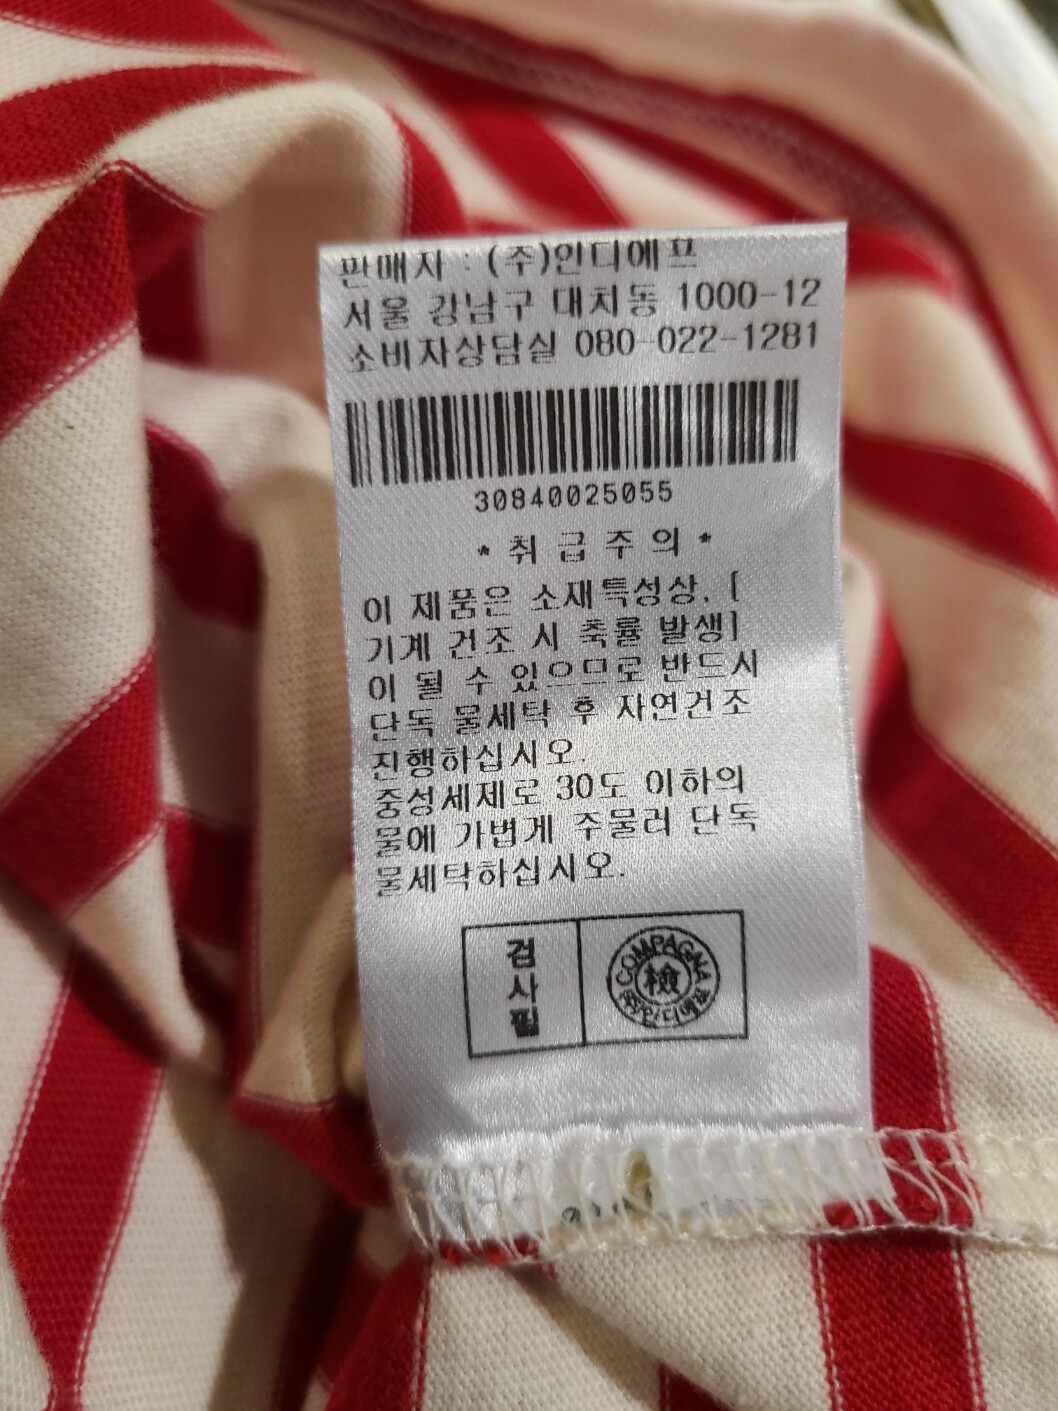 판매자 : (주)인디에프
서울 강남구 대치동 1000-12
소비자상담실 080-022-1281
30840025055
* 취 급 주 의 *
이 제품은 소재특성상, [
기계 건조 시 축률 발생]
이 될 수 있으므로 반드시
단독 물세탁 후 자연건조
진행하십시오.
중성세제로 30도 이하의
물에 가볍게 주물러 단독
물세탁하십시오.
검
사
필
COMPAGNA
檢
(주)인디에프